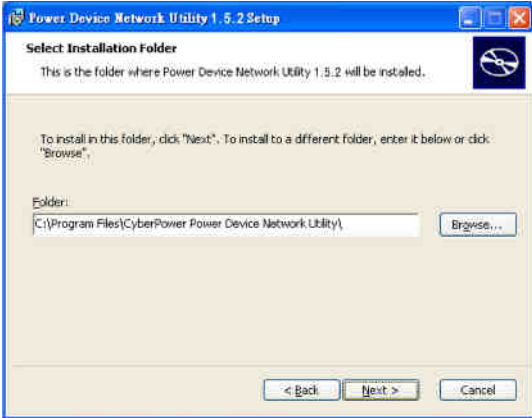 Power Device Network Utility 1.5.2 Setup
Select Installation Folder
This is the folder where Power Device Network Utility 1.5.2 will be installed.
To install in this folder, click "Next". To install to a different folder, enter it below or click
"Browse".
Folder:
C:\Program Files\CyberPower Power Device Network Utility\
Browse...
< Back
Next >
Cancel